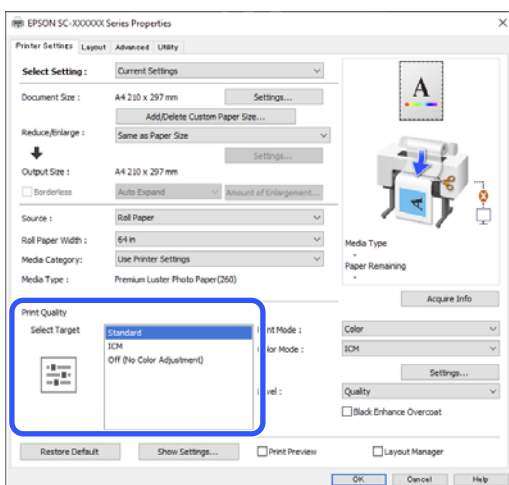 EPSON SC-XXXXXX Series Properties
Printer Settings Layout Advanced Utility
Select Setting : Current Settings
Document Size : A4 210 x 297 mm Settings...
Add/Delete Custom Paper Size...
Reduce/Enlarge : Same as Paper Size
Settings...
Output Size : A4 210 x 297 mm
Borderless Auto Expand Amount of Enlargement...
Source : Roll Paper
Roll Paper Width : 64 in
Media Category: Use Printer Settings
Media Type : Premium Luster Photo Paper(260)
A
A
Media Type
-
Paper Remaining
-
Acquire Info
Print Quality
Select Target
Standard
ICM
Off (No Color Adjustment)
nt Mode : Color
lor Mode : ICM
Settings...
vel : Quality
Black Enhance Overcoat
Restore Default Show Settings... Print Preview Layout Manager
OK Cancel Help